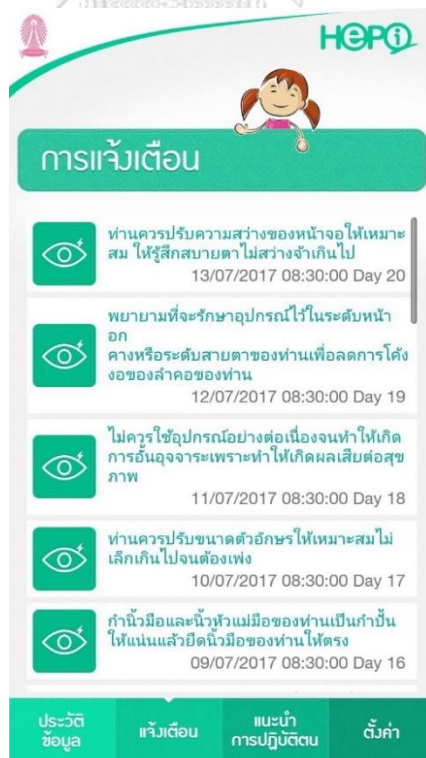 HePi
การแจ้งเตือน
ท่านควรปรับความสว่างของหน้าจอให้เหมาะ
สม ให้รู้สึกสบายตาไม่สว่างจ้าเกินไป
13/07/2017 08:30:00 Day 20
พยายามที่จะรักษาอุปกรณ์ไว้ในระดับหน้า
อก
คางหรือระดับสายตาของท่านเพื่อลดการโค้ง
งอของลำคอของท่าน
12/07/2017 08:30:00 Day 19
ไม่ควรใช้อุปกรณ์อย่างต่อเนื่องจนทำให้เกิด
การอั้นอุจจาระเพราะทำให้เกิดผลเสียต่อสุข
ภาพ
11/07/2017 08:30:00 Day 18
ท่านควรปรับขนาดตัวอักษรให้เหมาะสมไม่
เล็กเกินไปจนต้องเพ่ง
10/07/2017 08:30:00 Day 17
กำนิ้วมือและนิ้วหัวแม่มือของท่านเป็นกำปั้น
ให้แน่นแล้วยืดนิ้วมือของท่านให้ตรง
09/07/2017 08:30:00 Day 16
ประวัติ
ข้อมูล
แจ้งเตือน
แนะนำ
การปฏิบัติตน
ตั้งค่า